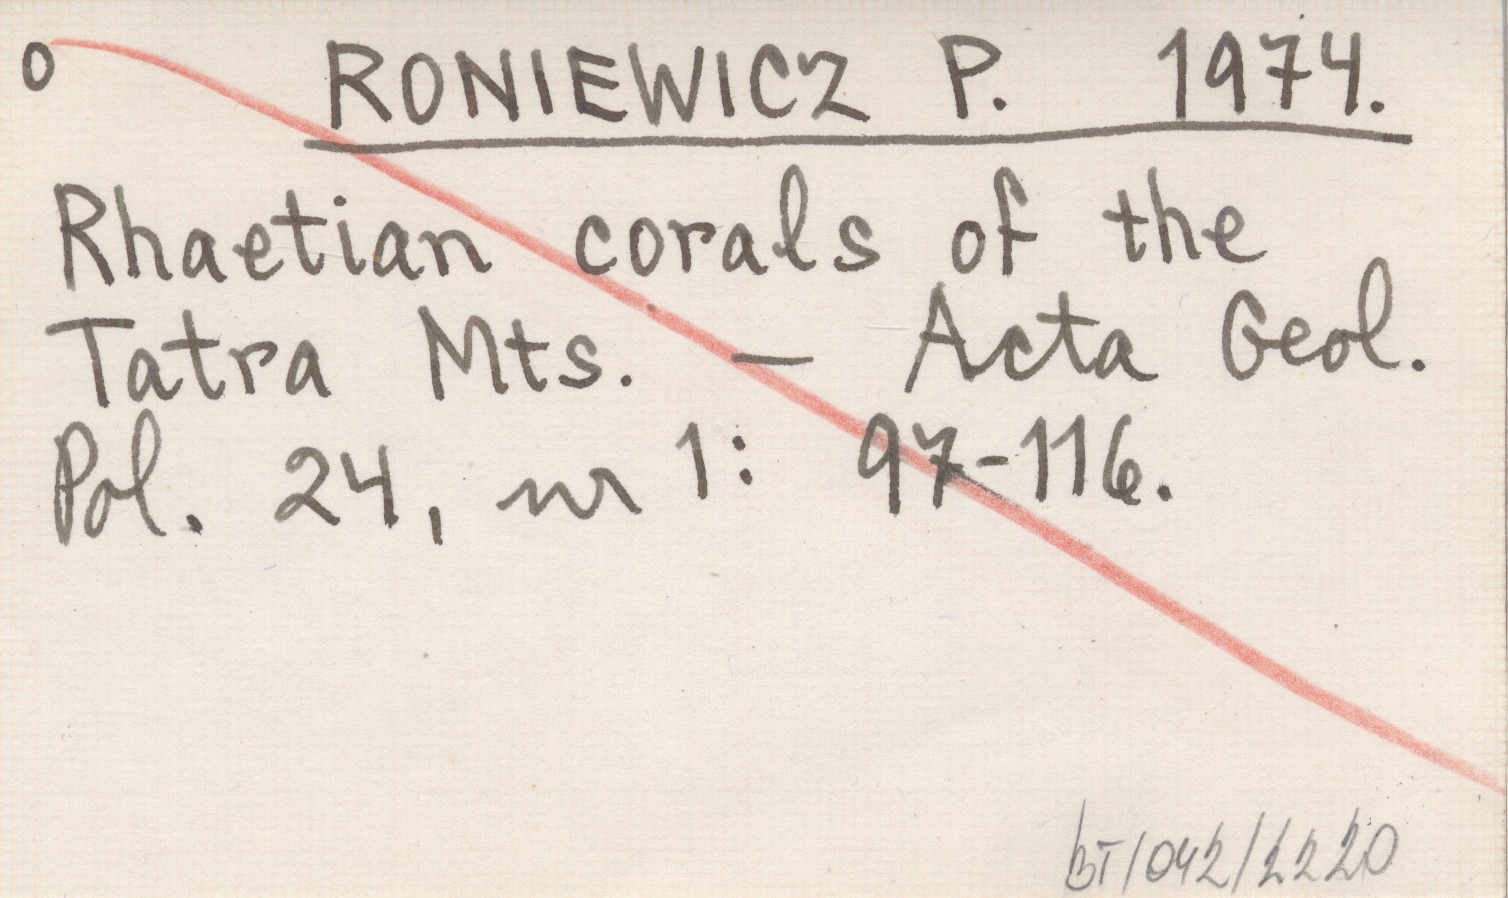 o RONIEWICZ P. 1974.
Rhaetian corals of the
Tatra Mts. — Acta Geol.
Pol. 24, nr 1: 97-116.
BT/042/2220